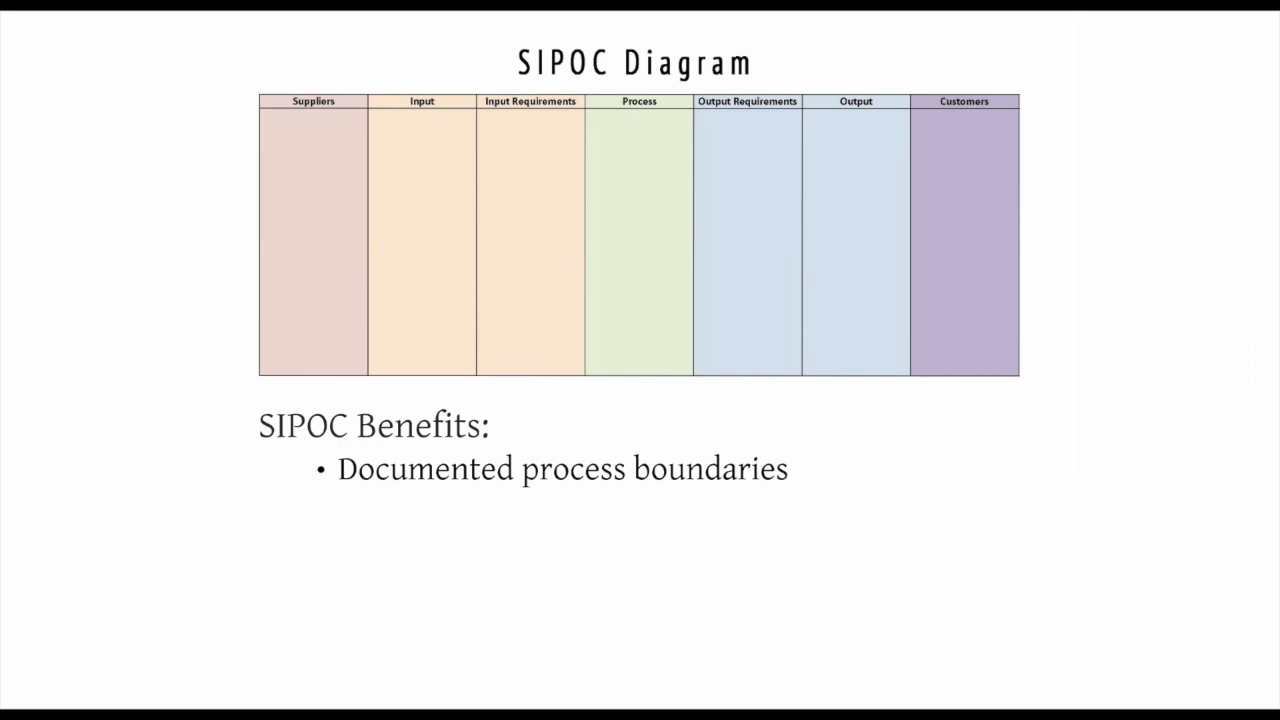 SIPOC Diagram
Suppliers Input Input Requirements Process Output Requirements Output Customers
SIPOC Benefits:
• Documented process boundaries